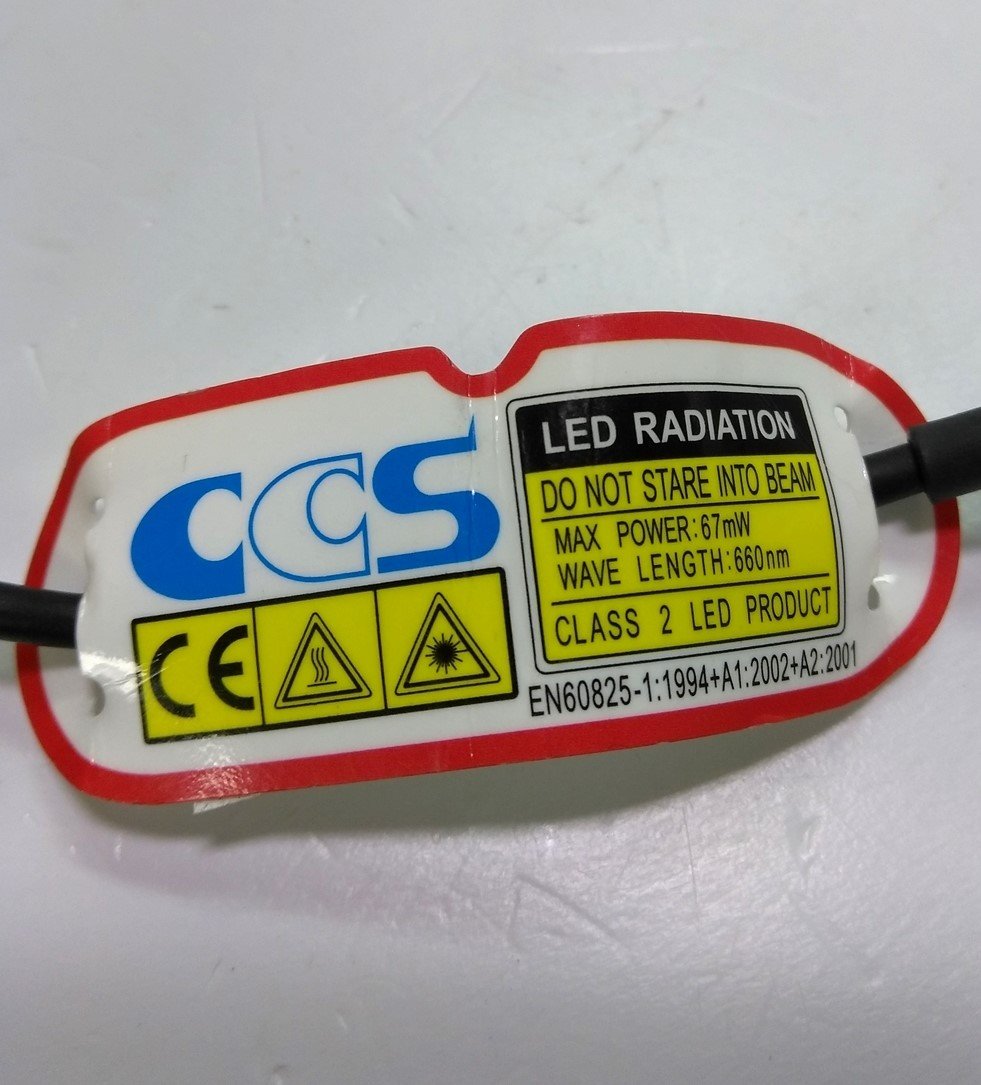 CCS
CE
LED RADIATION
DO NOT STARE INTO BEAM
MAX POWER:67mW
WAVE LENGTH:660nm
CLASS 2 LED PRODUCT
EN60825-1:1994+A1:2002+A2:2001